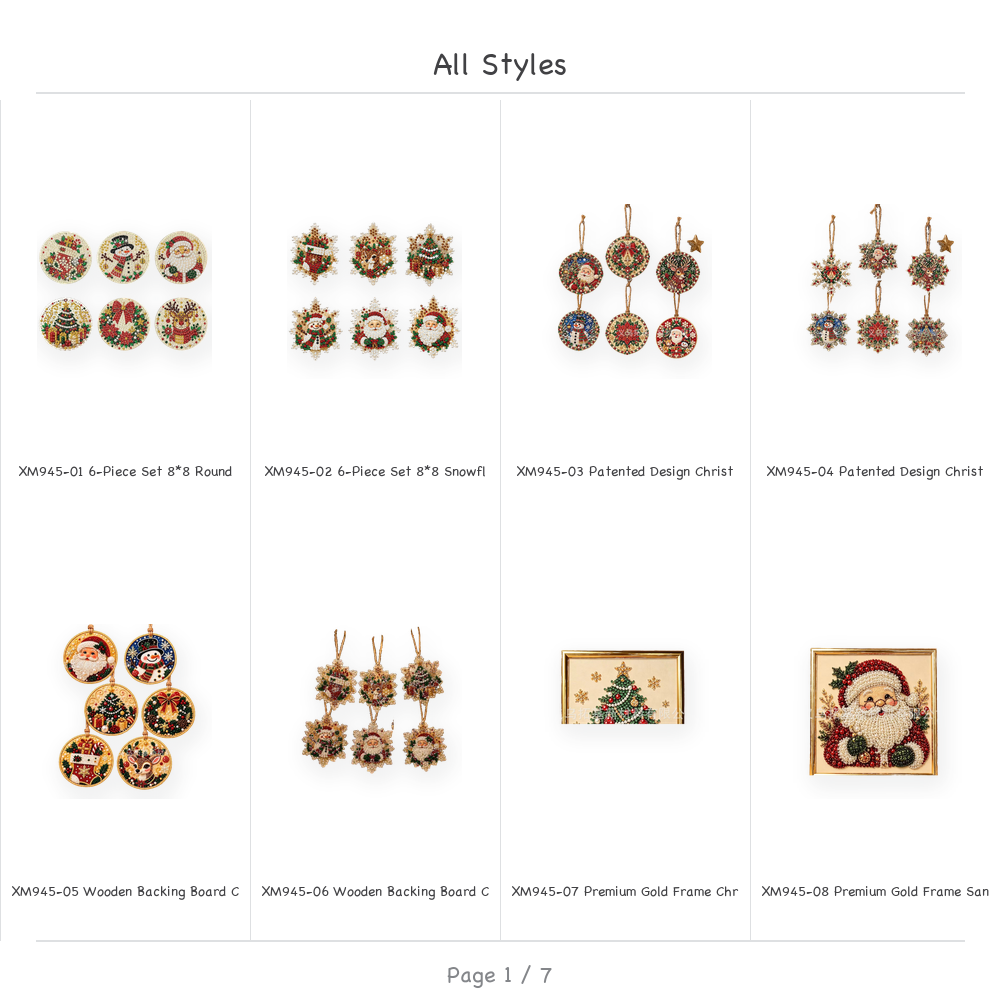 All Styles
XM945-01 6-Piece Set 8*8 Round
XM945-02 6-Piece Set 8*8 Snowfl
XM945-03 Patented Design Christ
XM945-04 Patented Design Christ
XM945-05 Wooden Backing Board C
XM945-06 Wooden Backing Board C
XM945-07 Premium Gold Frame Chr
XM945-08 Premium Gold Frame San
Page 1 / 7